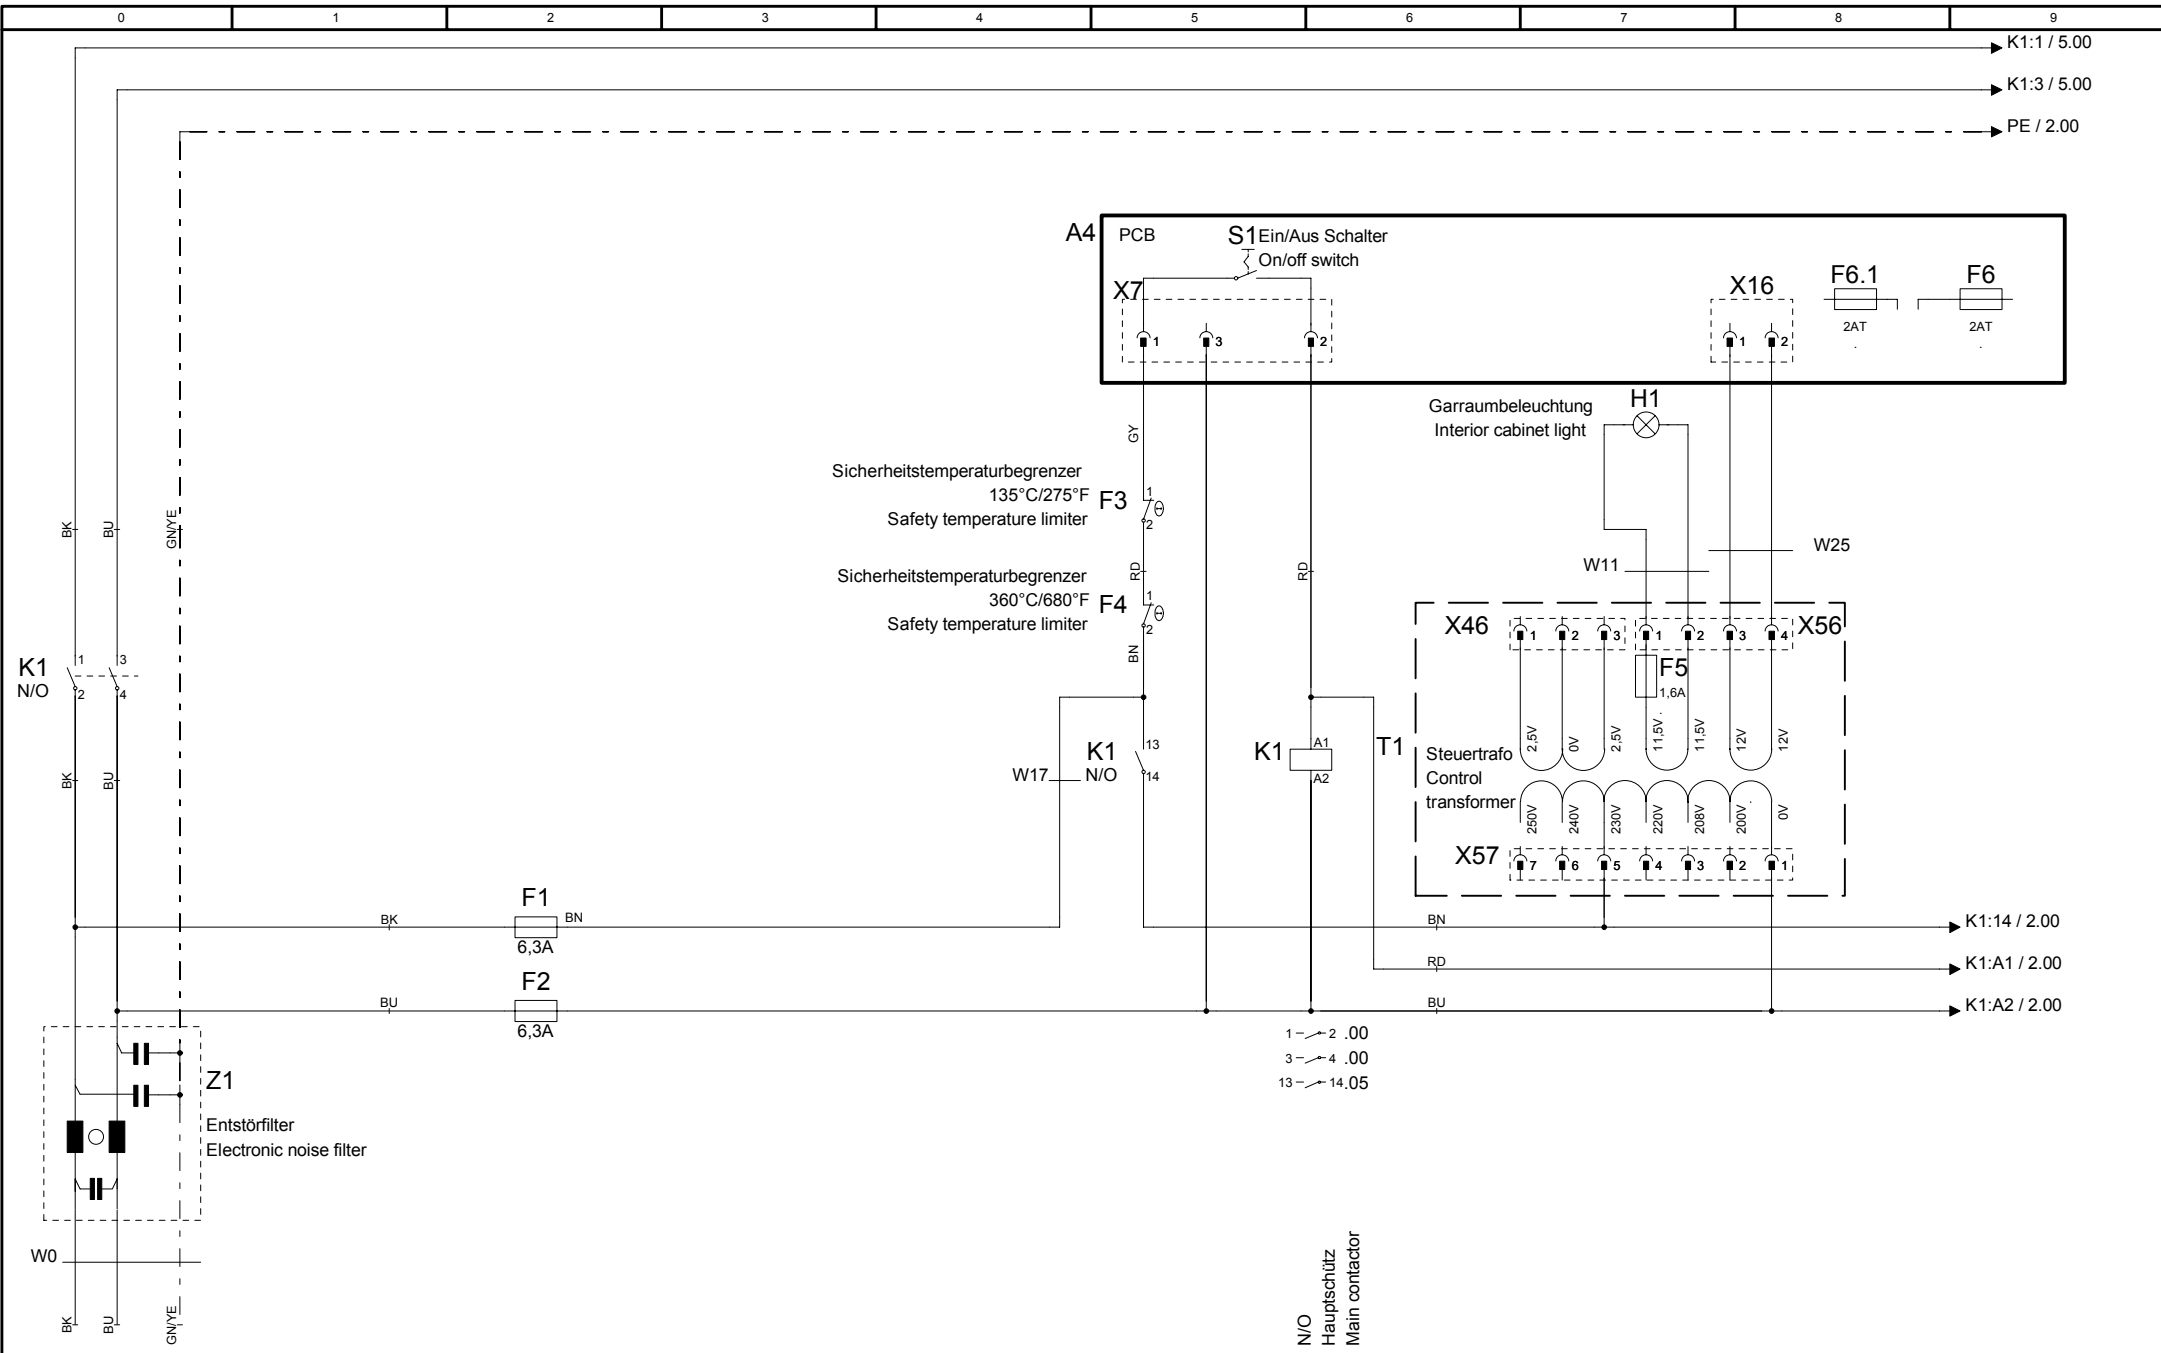 0 1 2 3 4 5 6 7 8 9
K1:1 / 5.00
K1:3 / 5.00
PE / 2.00
A4 PCB
S1 Ein/Aus Schalter
On/off switch
X7
1 3 2
X16
1 2
F6.1
2AT
.
F6
2AT
.
H1
Garraumbeleuchtung
Interior cabinet light
GY
Sicherheitstemperaturbegrenzer
135°C/275°F
Safety temperature limiter
F3
1
2
RD
RD
Sicherheitstemperaturbegrenzer
360°C/680°F
Safety temperature limiter
F4
1
2
BN
BK BU GN/YE
W25
W11
K1
N/O
1 3
2 4
X46
1 2 3
1 2 3 4
X56
F5
1,6A
.
2,5V 0V 2,5V 11,5V 11,5V 12V 12V
T1
Steuertrafo
Control
transformer
250V 240V 230V 220V 208V 200V . 0V
X57
7 6 5 4 3 2 1
W17
K1
N/O
13
14
K1
A1
A2
BK BU
BK
F1
6,3A
BN
BN
K1:14 / 2.00
RD
K1:A1 / 2.00
BU
F2
6,3A
BU
K1:A2 / 2.00
1 2 .00
3 4 .00
13 14 .05
Z1
Entstörfilter
Electronic noise filter
W0
BK BU GN/YE
N/O
Hauptschütz
Main contactor